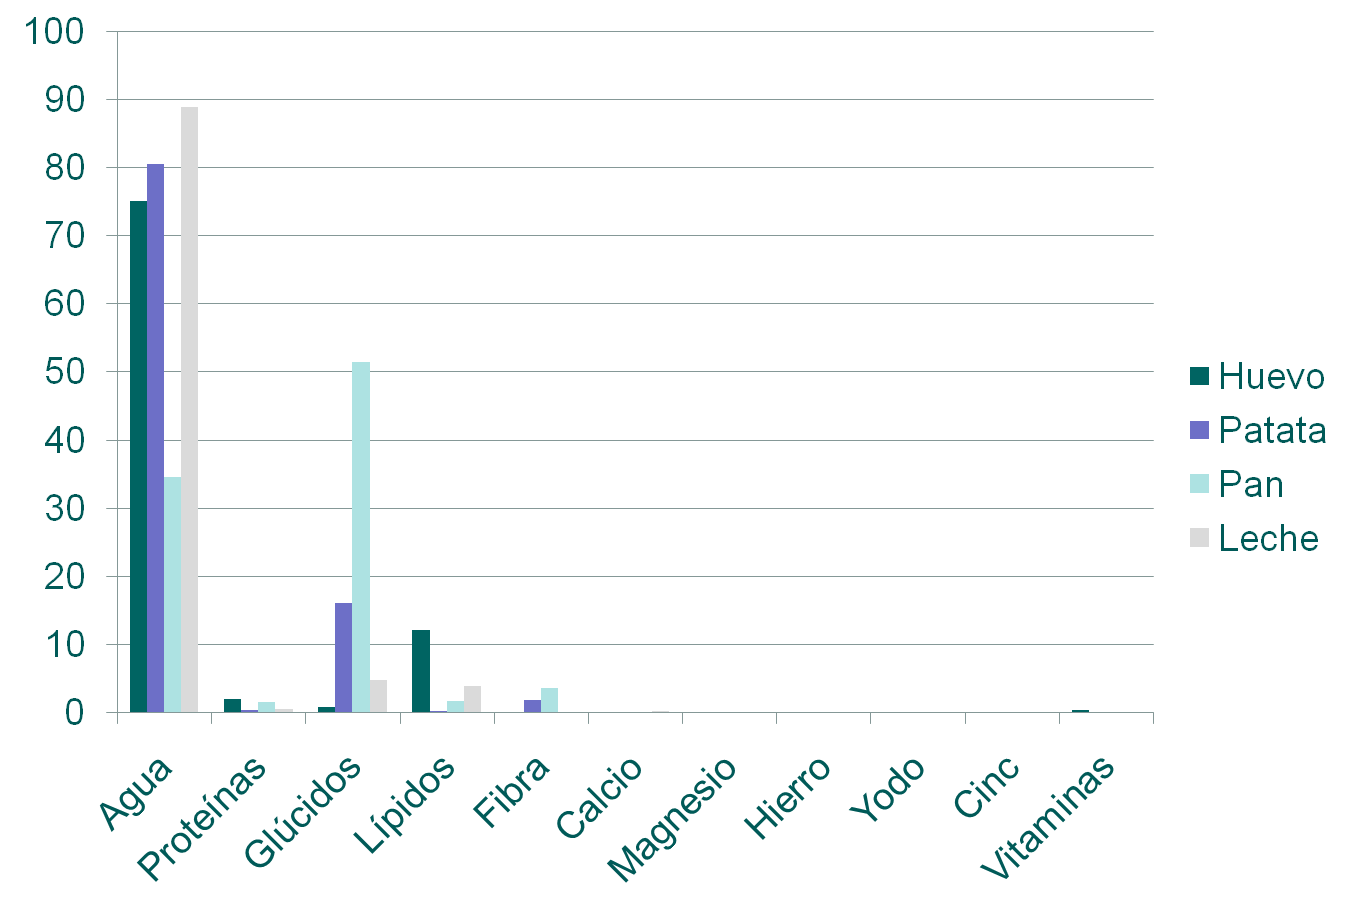 100
90
80
70
60
50
40
30
20
10
0
Agua
Proteínas
Glúcidos
Lípidos
Fibra
Calcio
Magnesio
Hierro
Yodo
Cinc
Vitaminas
Huevo
Patata
Pan
Leche